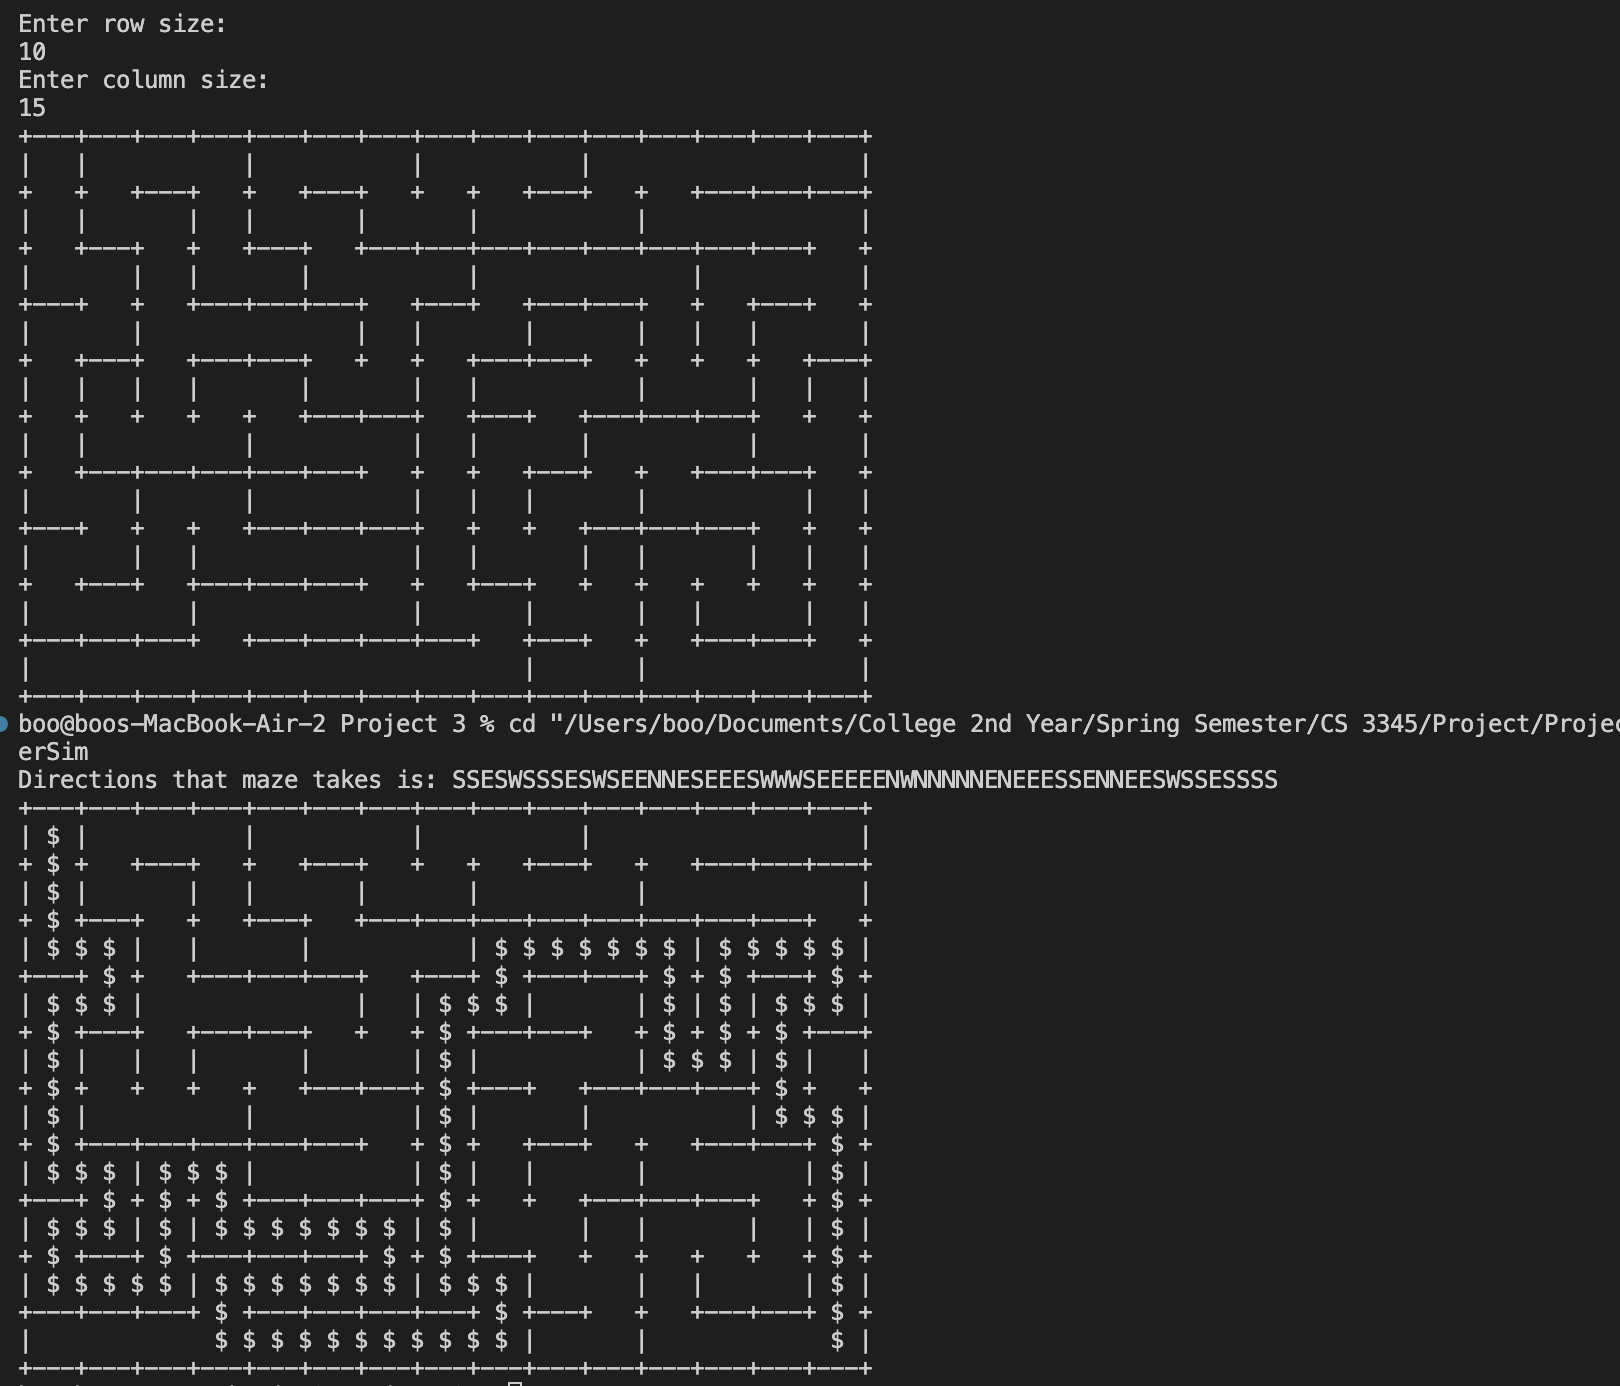 Enter row size:
10
Enter column size:
15
+---+---+---+---+---+---+---+---+---+---+---+---+---+---+---+
|   |           |           |           |                   |
+   +   +---+   +   +---+   +   +   +---+   +   +---+---+---+
|   |       |   |       |       |           |               |
+   +---+   +   +---+   +---+---+---+---+---+---+---+---+   +
|       |   |       |           |               |           |
+---+   +   +---+---+---+   +---+   +---+---+   +   +---+   +
|       |               |   |       |       |   |   |       |
+   +---+   +---+---+   +   +   +---+---+   +   +   +   +---+
|   |   |   |       |       |   |           |       |   |   |
+   +   +   +   +   +---+---+   +---+   +---+---+---+   +   +
|   |           |           |   |       |           |       |
+   +---+---+---+---+---+   +   +   +---+   +   +---+---+   +
|       |       |           |   |   |       |           |   |
+---+   +   +   +---+---+---+   +   +   +---+---+---+   +   +
|       |   |               |   |       |   |       |   |   |
+   +---+   +---+---+---+   +   +---+   +   +   +   +   +   +
|           |               |       |       |   |       |   |
+---+---+---+   +---+---+---+---+   +---+   +   +---+---+   +
|                                   |       |               |
+---+---+---+---+---+---+---+---+---+---+---+---+---+---+---+
boo@boos-MacBook-Air-2 Project 3 % cd "/Users/boo/Documents/College 2nd Year/Spring Semester/CS 3345/Project/Projec
erSim
Directions that maze takes is: SSESWSSSESWSEENNESEEESWWWSEEEEENWNNNNNENEEESSENNEESWSSESSSS
+---+---+---+---+---+---+---+---+---+---+---+---+---+---+---+
| $ |           |           |           |                   |
+ $ +   +---+   +   +---+   +   +   +---+   +   +---+---+---+
| $ |       |   |       |       |           |               |
+ $ +---+   +   +---+   +---+---+---+---+---+---+---+---+   +
| $ $ $ |   |       |           | $ $ $ $ $ $ $ | $ $ $ $ $ |
+---+ $ +   +---+---+---+   +---+ $ +---+---+ $ + $ +---+ $ +
| $ $ $ |               |   | $ $ $ |       | $ | $ | $ $ $ |
+ $ +---+   +---+---+   +   + $ +---+---+   + $ + $ + $ +---+
| $ |   |   |       |       | $ |           | $ $ $ | $ |   |
+ $ +   +   +   +   +---+---+ $ +---+   +---+---+---+ $ +   +
| $ |           |           | $ |       |           | $ $ $ |
+ $ +---+---+---+---+---+   + $ +   +---+   +   +---+---+ $ +
| $ $ $ | $ $ $ |           | $ |   |       |           | $ |
+---+ $ + $ + $ +---+---+---+ $ +   +   +---+---+---+   + $ +
| $ $ $ | $ | $ $ $ $ $ $ $ | $ |       |   |       |   | $ |
+ $ +---+ $ +---+---+---+ $ + $ +---+   +   +   +   +   + $ +
| $ $ $ $ $ | $ $ $ $ $ $ $ | $ $ $ |       |   |       | $ |
+---+---+---+ $ +---+---+---+---+ $ +---+   +   +---+---+ $ +
|             $ $ $ $ $ $ $ $ $ $ $ |       |             $ |
+---+---+---+---+---+---+---+---+---+---+---+---+---+---+---+